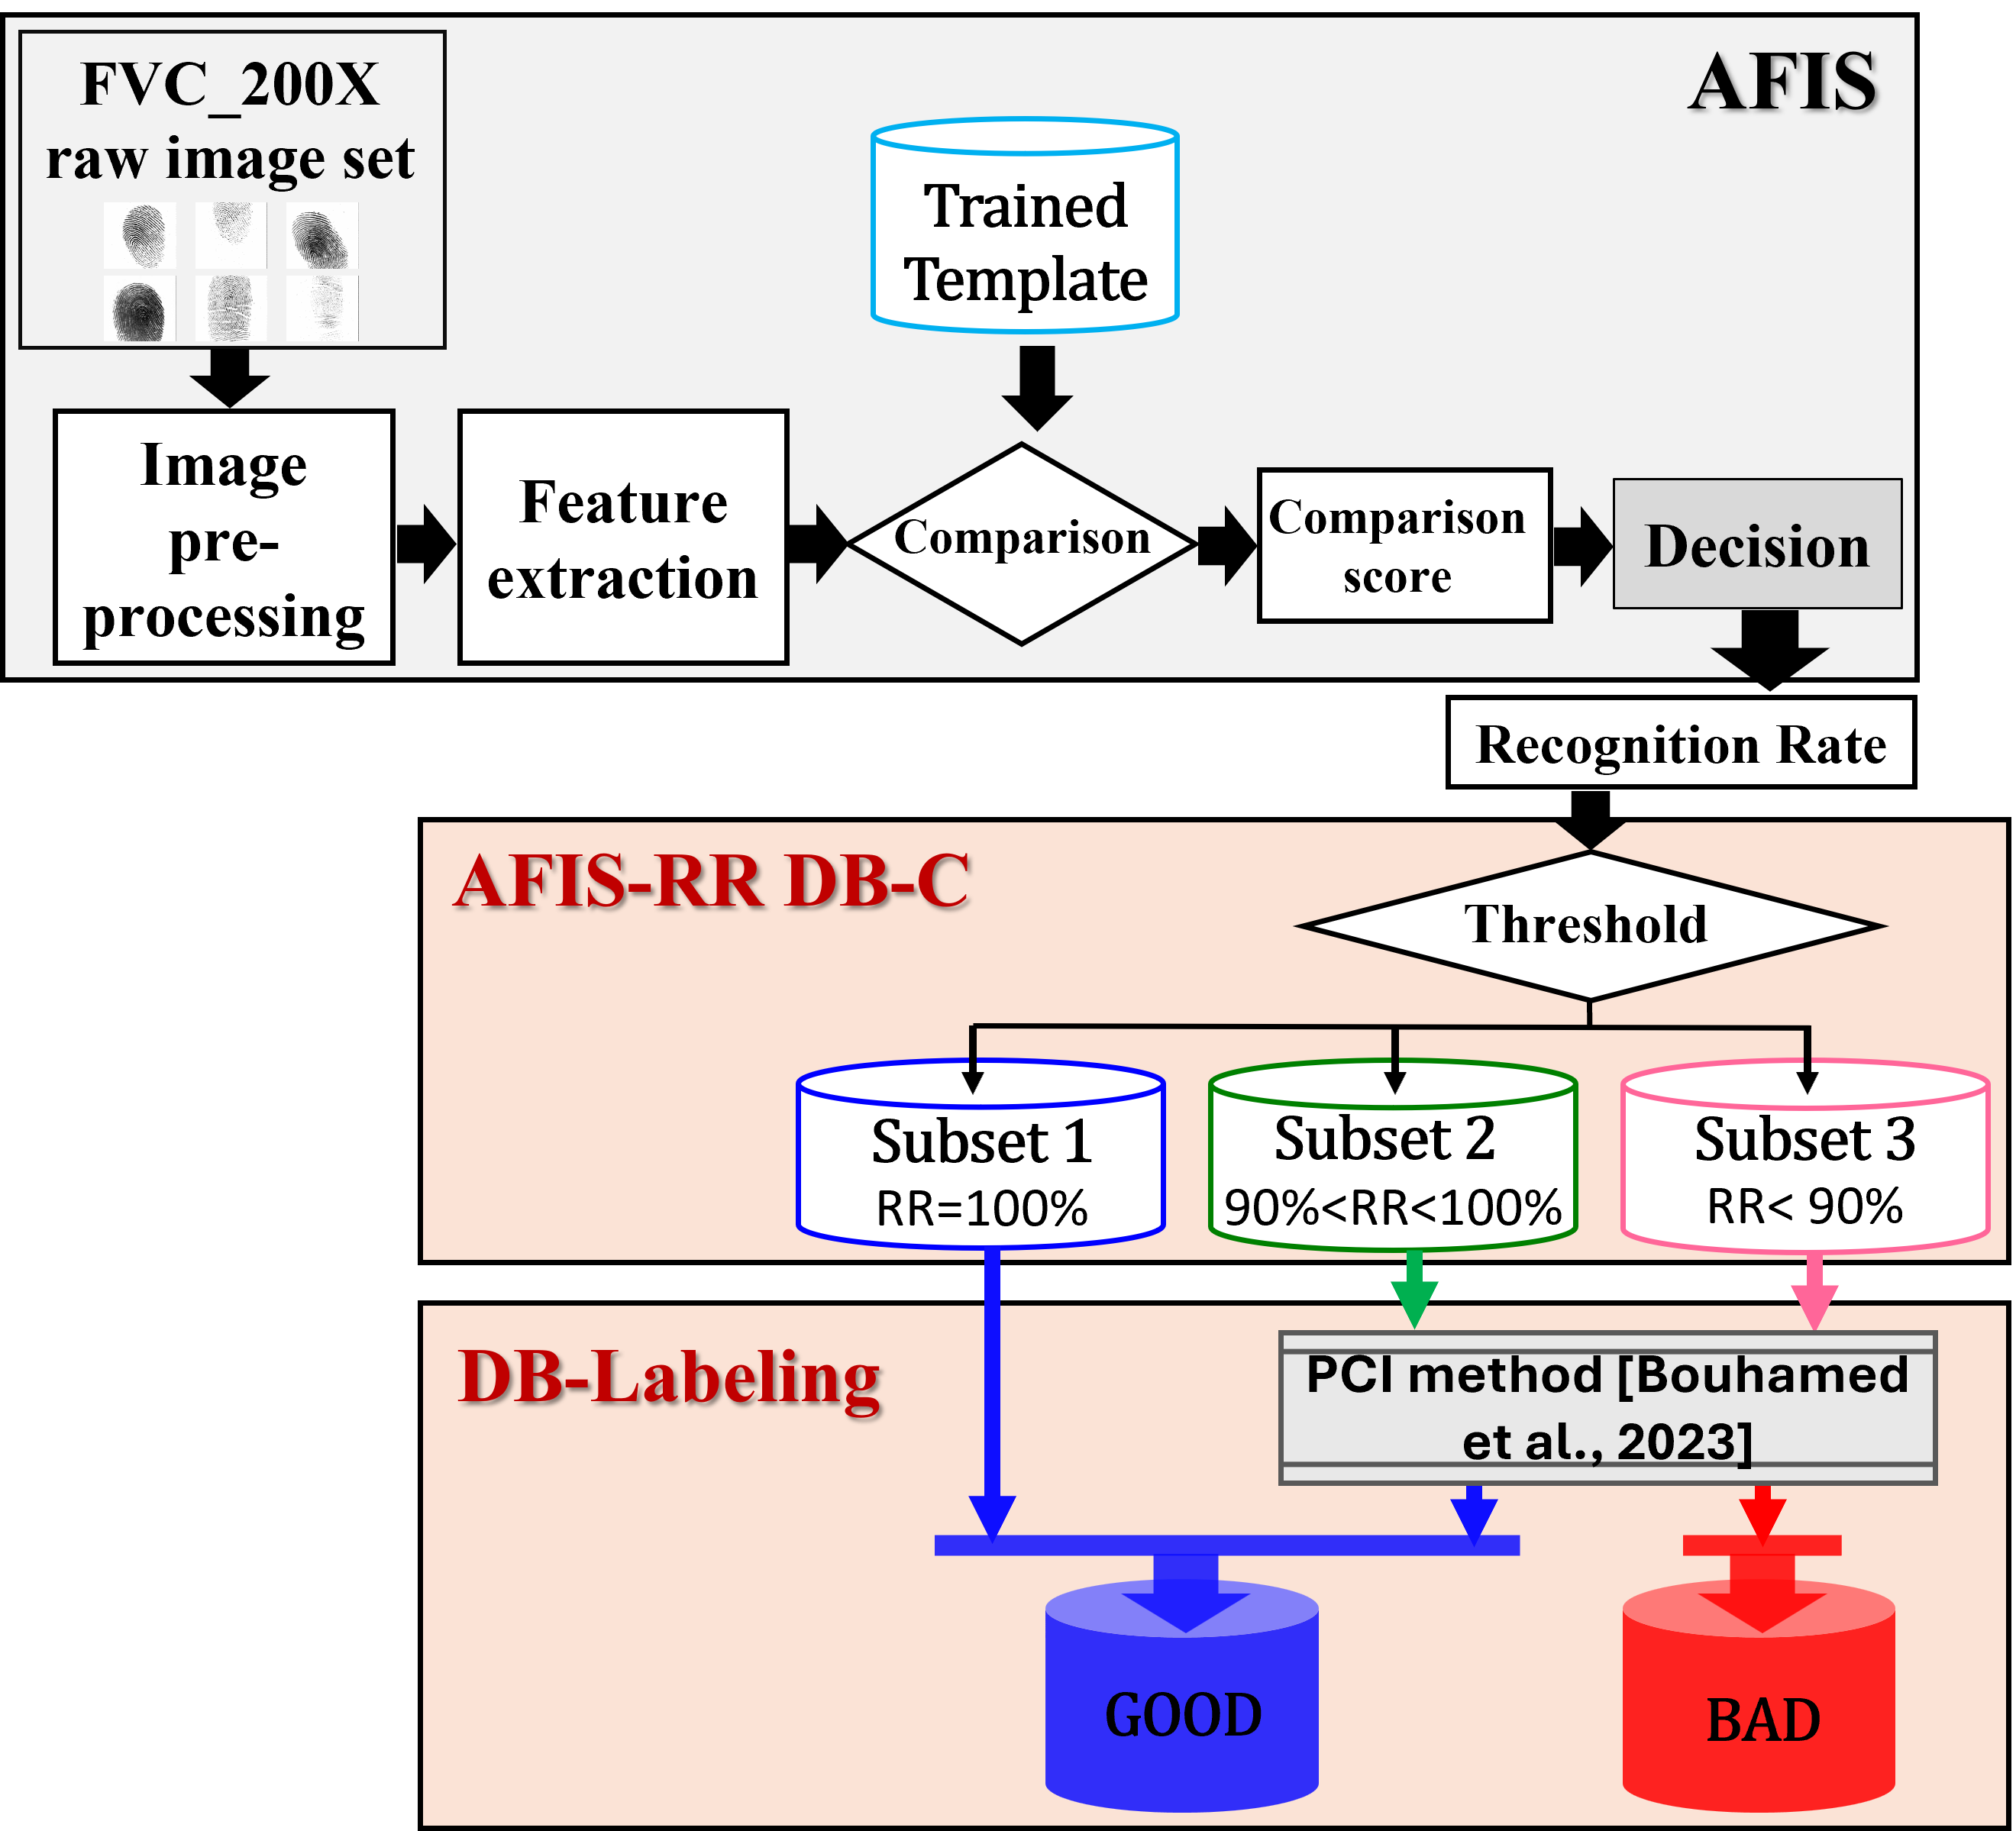 FVC_200X
raw image set
AFIS
Trained
Template
Image
pre-
processing
Feature
extraction
Comparison
Comparison
score
Decision
Recognition Rate
AFIS-RR DB-C
Threshold
Subset 1
RR=100%
Subset 2
90%<RR<100%
Subset 3
RR< 90%
DB-Labeling
PCI method [Bouhamed
et al., 2023]
GOOD
BAD